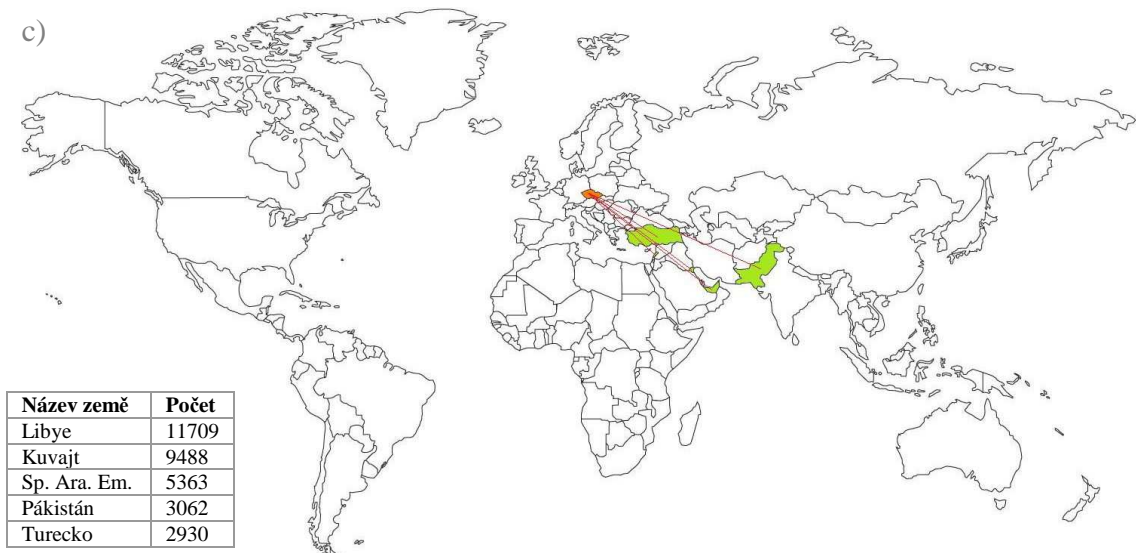 c)
Název země Počet
Libye 11709
Kuvajt 9488
Sp. Ara. Em. 5363
Pákistán 3062
Turecko 2930